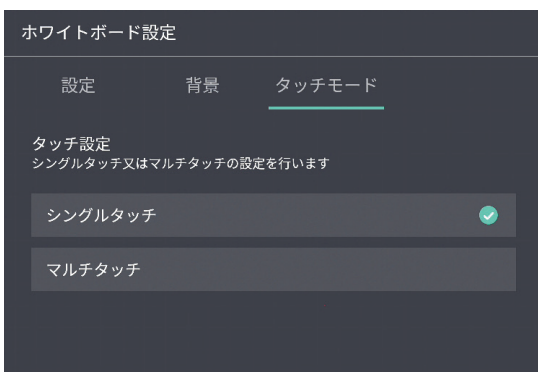 ホワイトボード設定
設定 背景 タッチモード
タッチ設定
シングルタッチ又はマルチタッチの設定を行います
シングルタッチ
マルチタッチ